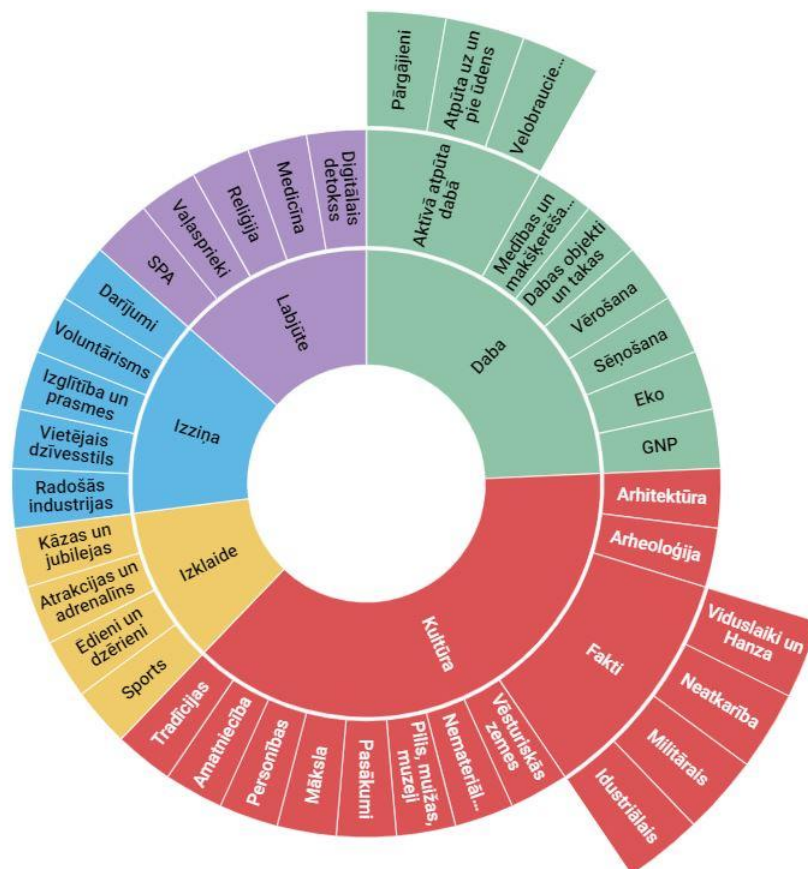 Daba
Aktīvā atpūta
dabā
Pārgājieni
Atpūta uz un
pie ūdens
Velobraucie...
Medības un
makšķerēša...
Dabas objekti
un takas
Vērošana
Sēņošana
Eko
GNP
Kultūra
Arhitektūra
Arheoloģija
Fakti
Viduslaiki un
Hanza
Neatkarība
Militārais
Idustriālais
Vēsturiskās
zemes
Nemateriāl...
Pilis, muižas,
muzeji
Pasākumi
Māksla
Personības
Amatniecība
Tradīcijas
Izklaide
Sports
Ēdieni un
dzērieni
Atrakcijas un
adrenalīns
Kāzas un
jubilejas
Izziņa
Radošās
industrijas
Vietējais
dzīvesstils
Izglītība un
prasmes
Voluntārisms
Darījumi
Labjūte
SPA
Vaļasprieki
Reliģija
Medicīna
Digitālais
detokss